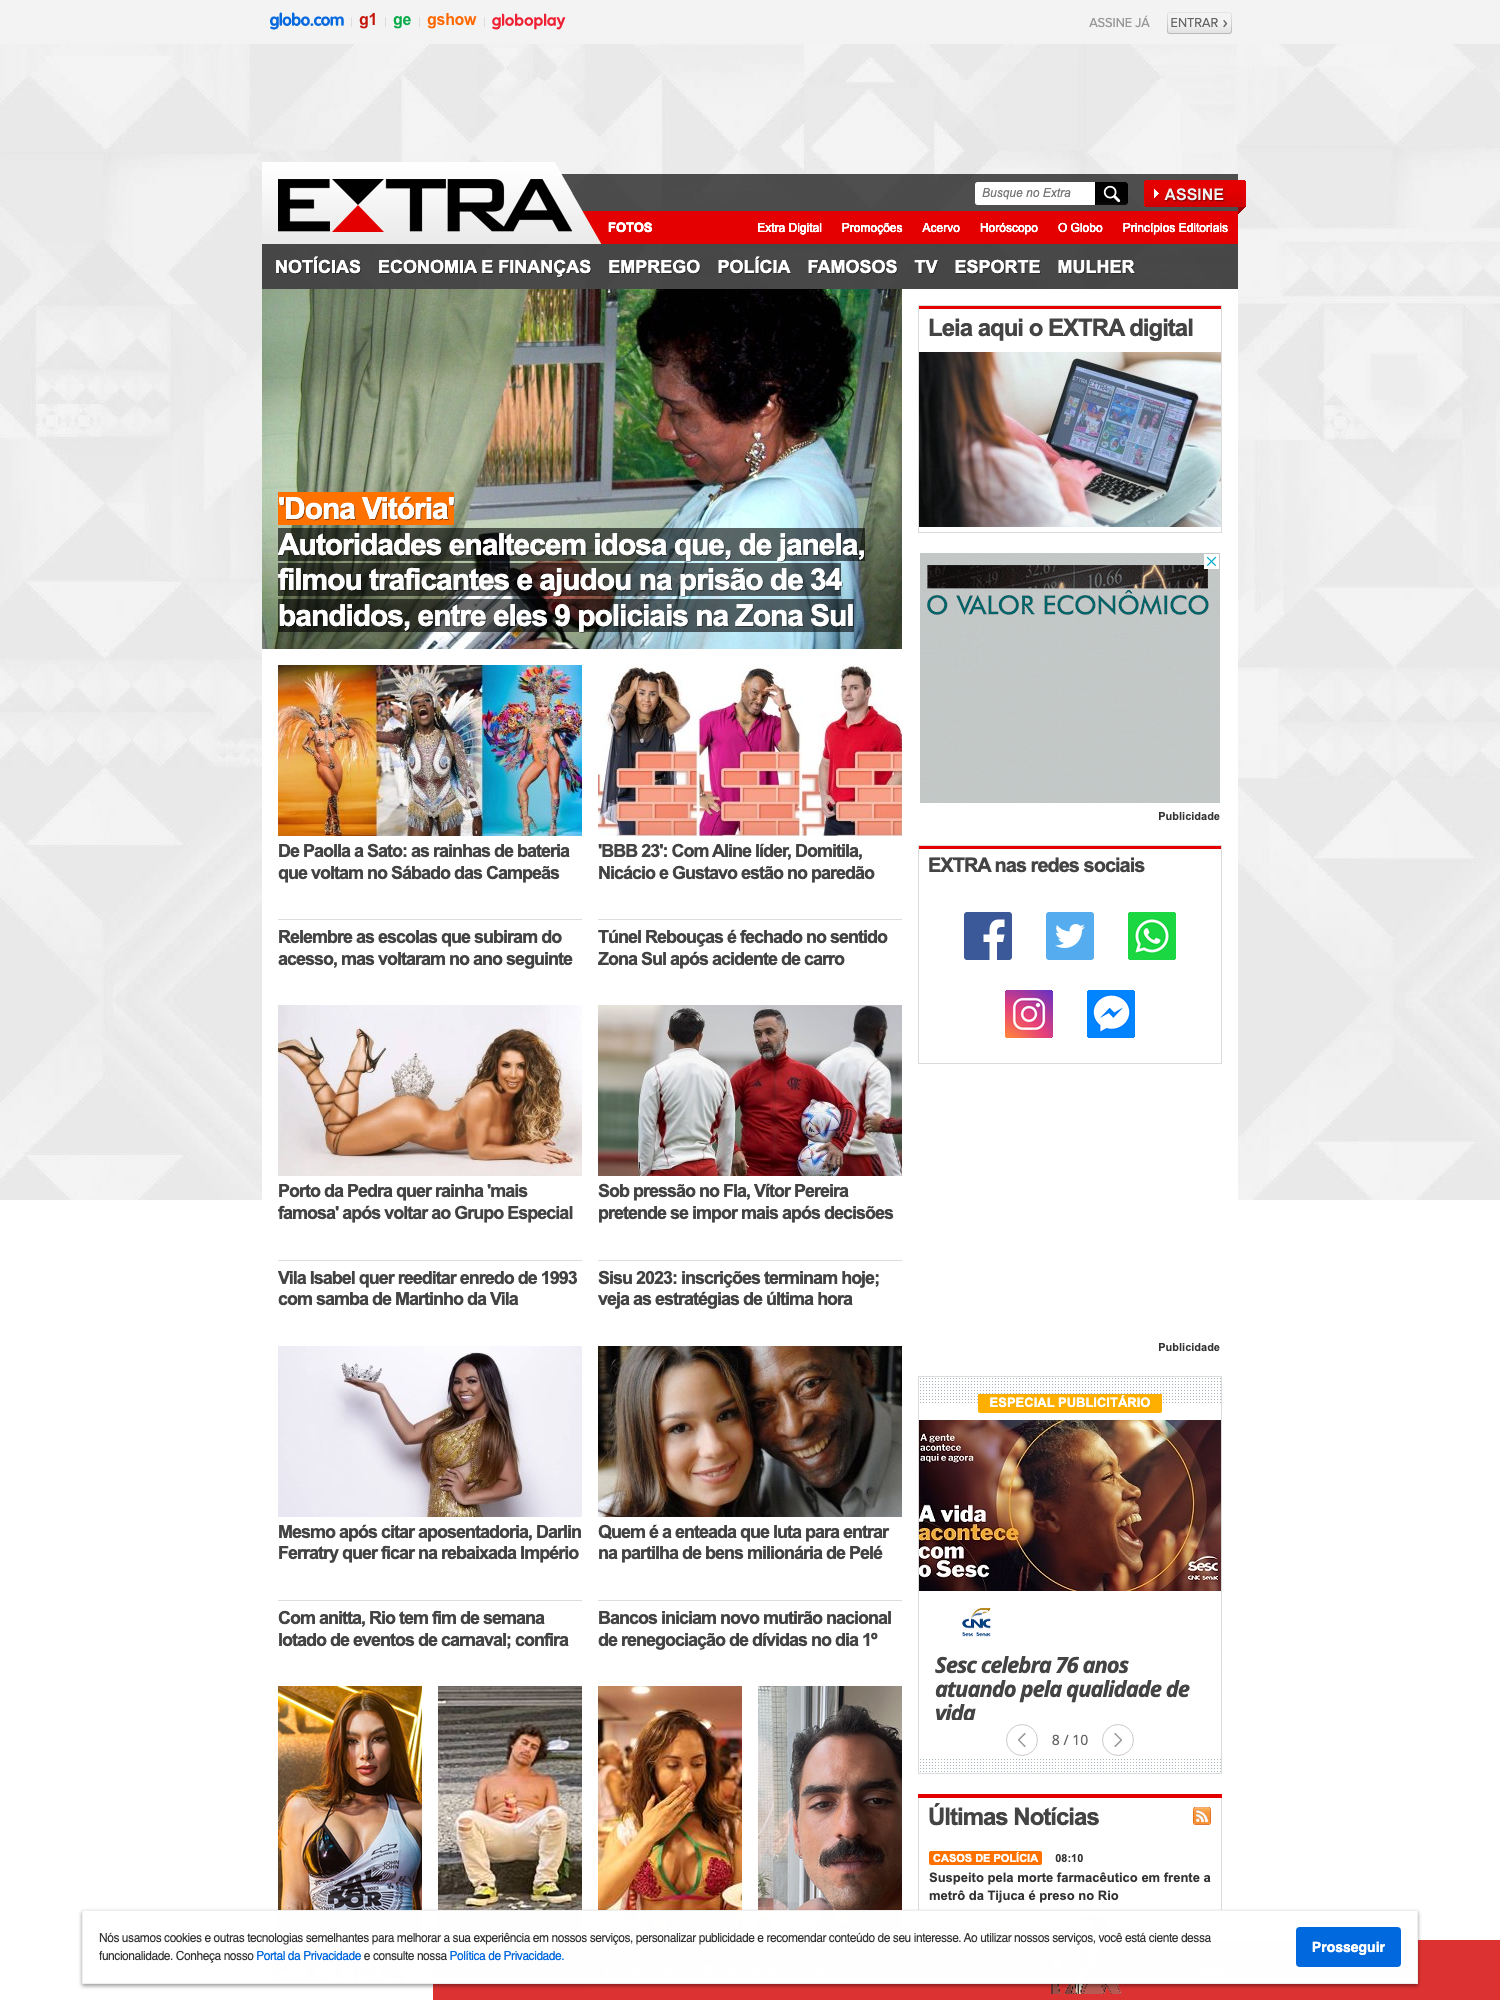 globo.com
g1
ge
gshow
globoplay
ASSINE JÁ
ENTRAR ›
EXTRA
Busque no Extra
ASSINE
FOTOS
Extra Digital
Promoções
Acervo
Horóscopo
O Globo
Princípios Editoriais
NOTÍCIAS
ECONOMIA E FINANÇAS
EMPREGO
POLÍCIA
FAMOSOS
TV
ESPORTE
MULHER
'Dona Vitória'
Autoridades enaltecem idosa que, de janela,
filmou traficantes e ajudou na prisão de 34
bandidos, entre eles 9 policiais na Zona Sul
Leia aqui o EXTRA digital
78.49
32.67
10.66
O VALOR ECONÔMICO
Publicidade
De Paolla a Sato: as rainhas de bateria
que voltam no Sábado das Campeãs
'BBB 23': Com Aline líder, Domitila,
Nicácio e Gustavo estão no paredão
EXTRA nas redes sociais
Relembre as escolas que subiram do
acesso, mas voltaram no ano seguinte
Túnel Rebouças é fechado no sentido
Zona Sul após acidente de carro
Porto da Pedra quer rainha 'mais
famosa' após voltar ao Grupo Especial
Sob pressão no Fla, Vítor Pereira
pretende se impor mais após decisões
Vila Isabel quer reeditar enredo de 1993
com samba de Martinho da Vila
Sisu 2023: inscrições terminam hoje;
veja as estratégias de última hora
Publicidade
Mesmo após citar aposentadoria, Darlin
Ferratry quer ficar na rebaixada Império
Quem é a enteada que luta para entrar
na partilha de bens milionária de Pelé
ESPECIAL PUBLICITÁRIO
A gente
acontece
aqui e agora
A vida
acontece
com
o Sesc
Sesc
CNC Senac
CNC
Sesc Senac
Sesc celebra 76 anos
atuando pela qualidade de
vida
8 / 10
Com anitta, Rio tem fim de semana
lotado de eventos de carnaval; confira
Bancos iniciam novo mutirão nacional
de renegociação de dívidas no dia 1º
JOHN
JOHN
Últimas Notícias
CASOS DE POLÍCIA
08:10
Suspeito pela morte farmacêutico em frente a
metrô da Tijuca é preso no Rio
Nós usamos cookies e outras tecnologias semelhantes para melhorar a sua experiência em nossos serviços, personalizar publicidade e recomendar conteúdo de seu interesse. Ao utilizar nossos serviços, você está ciente dessa
funcionalidade. Conheça nosso Portal da Privacidade e consulte nossa Política de Privacidade.
Prosseguir